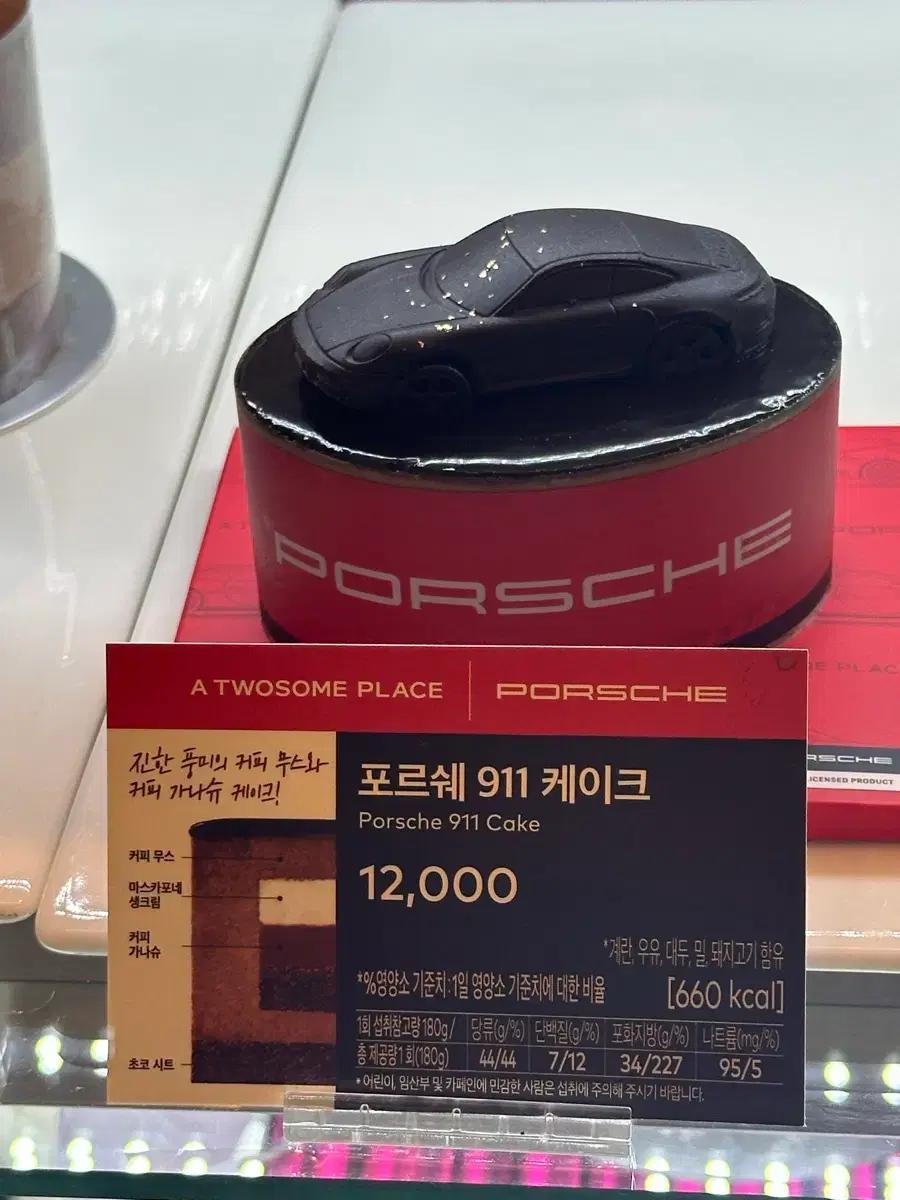 PORSCHE
A TWOSOME PLACE | PORSCHE
진한 풍미의 커피 무스와
커피 가나슈 케이크!
커피 무스
마스카포네
생크림
커피
가나슈
초코 시트
포르쉐 911 케이크
Porsche 911 Cake
12,000
*계란, 우유, 대두, 밀, 돼지고기 함유
*%영양소 기준치:1일 영양소 기준치에 대한 비율
[660 kcal]
1회 섭취참고량 180g/ 당류(g/%) 단백질(g/%) 포화지방(g/%) 나트륨(mg/%)
총 제공량 1회(180g) 44/44 7/12 34/227 95/5
* 어린이, 임산부 및 카페인에 민감한 사람은 섭취에 주의해 주시기 바랍니다.
RSCHE
LICENSED PRODUCT